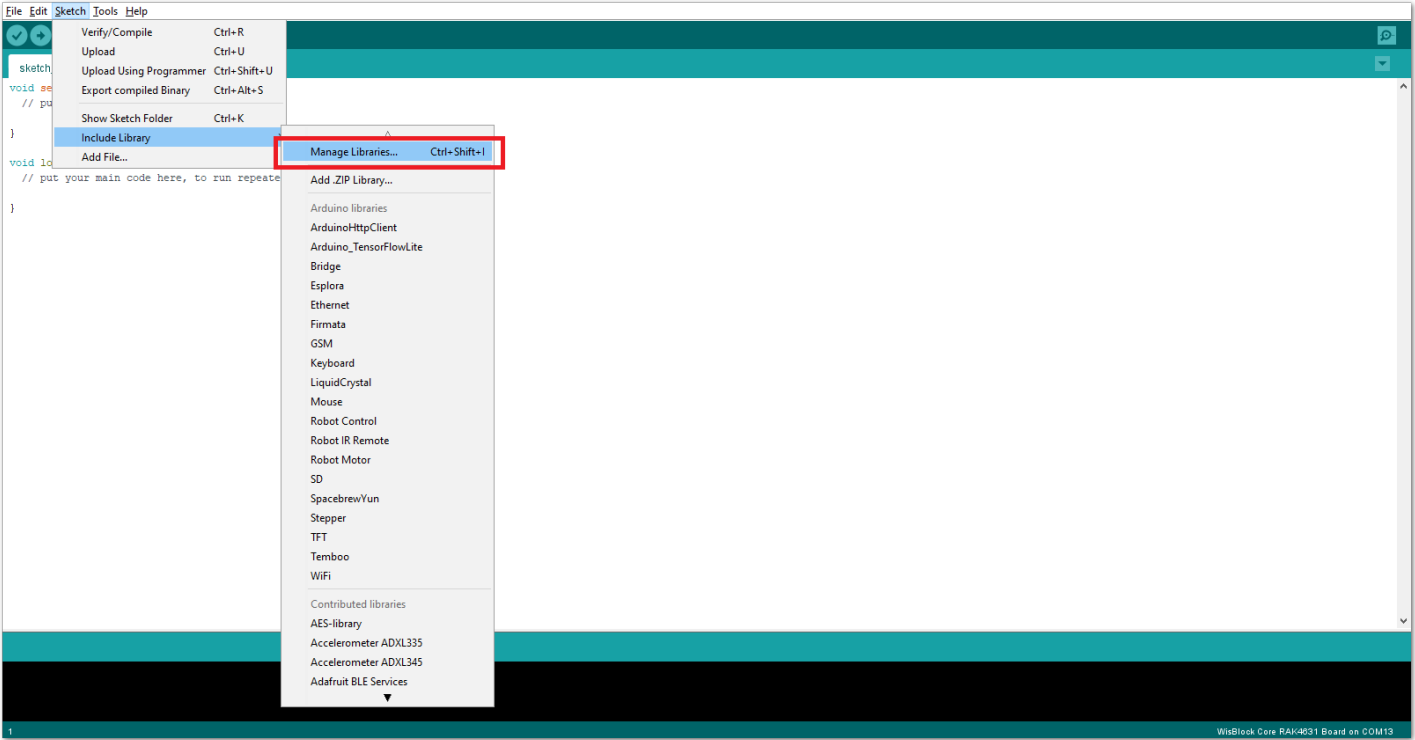 File Edit Sketch Tools Help
Verify/Compile Ctrl+R
Upload Ctrl+U
Upload Using Programmer Ctrl+Shift+U
Export compiled Binary Ctrl+Alt+S
Show Sketch Folder Ctrl+K
Include Library
Add File...
sketch_
void se
// pu
}
void lo
// put your main code here, to run repeate
}
Manage Libraries... Ctrl+Shift+I
Add .ZIP Library...
Arduino libraries
ArduinoHttpClient
Arduino_TensorFlowLite
Bridge
Esplora
Ethernet
Firmata
GSM
Keyboard
LiquidCrystal
Mouse
Robot Control
Robot IR Remote
Robot Motor
SD
SpacebrewYun
Stepper
TFT
Temboo
WiFi
Contributed libraries
AES-library
Accelerometer ADXL335
Accelerometer ADXL345
Adafruit BLE Services
1 WisBlock Core RAK4631 Board on COM13